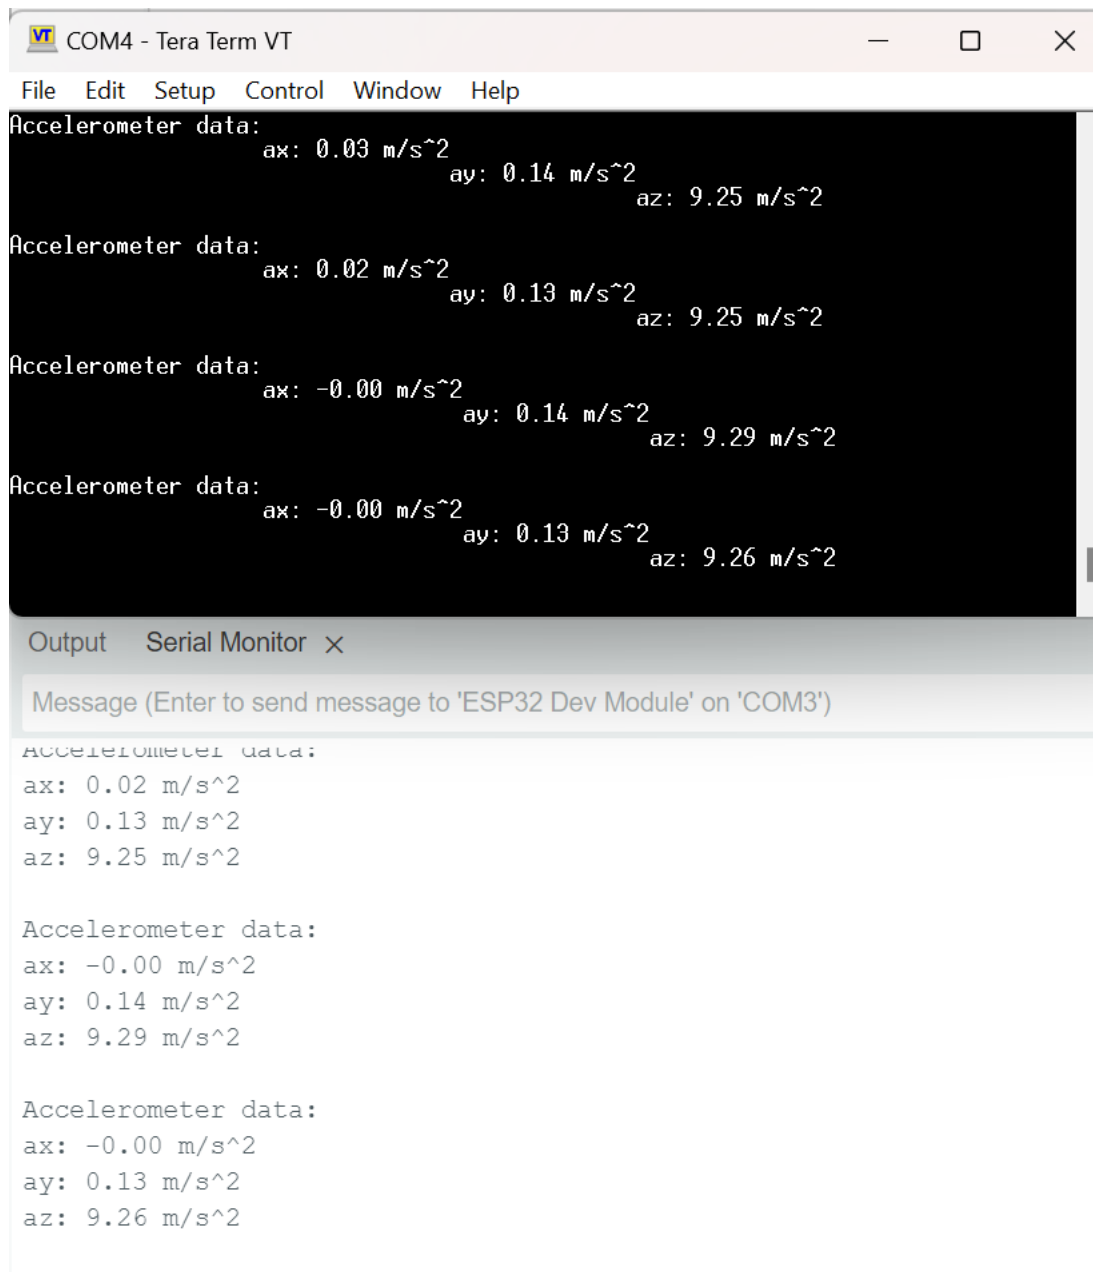 VT COM4 - Tera Term VT
File Edit Setup Control Window Help
Accelerometer data:
ax: 0.03 m/s^2
ay: 0.14 m/s^2
az: 9.25 m/s^2
Accelerometer data:
ax: 0.02 m/s^2
ay: 0.13 m/s^2
az: 9.25 m/s^2
Accelerometer data:
ax: -0.00 m/s^2
ay: 0.14 m/s^2
az: 9.29 m/s^2
Accelerometer data:
ax: -0.00 m/s^2
ay: 0.13 m/s^2
az: 9.26 m/s^2
Output Serial Monitor
Message (Enter to send message to 'ESP32 Dev Module' on 'COM3')
Accelerometer data:
ax: 0.02 m/s^2
ay: 0.13 m/s^2
az: 9.25 m/s^2
Accelerometer data:
ax: -0.00 m/s^2
ay: 0.14 m/s^2
az: 9.29 m/s^2
Accelerometer data:
ax: -0.00 m/s^2
ay: 0.13 m/s^2
az: 9.26 m/s^2